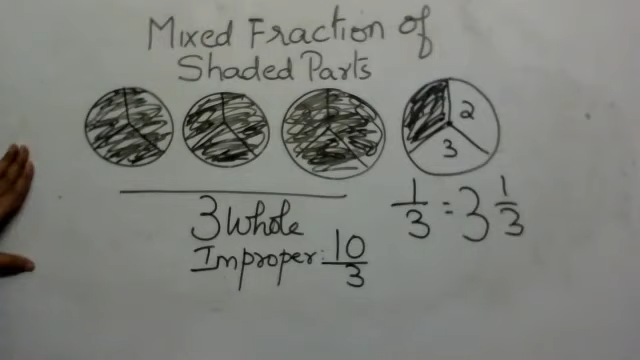 Mixed Fraction of
Shaded Parts
2
3
3 Whole
1/3 = 3 1/3
Improper: 10/3